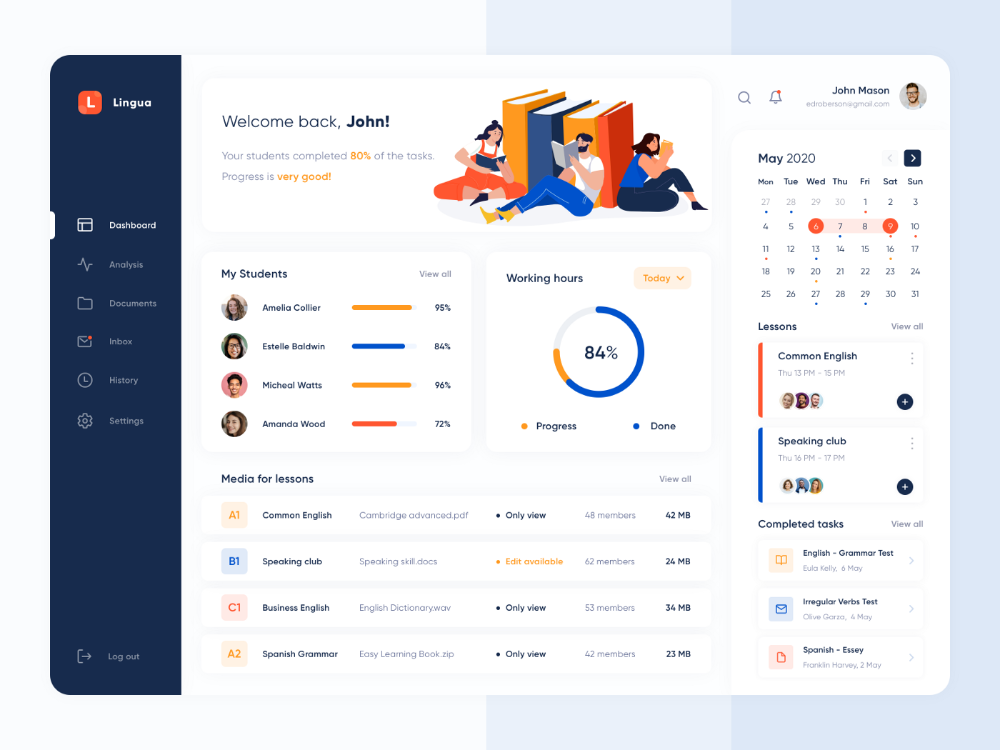 L Lingua
Dashboard
Analysis
Documents
Inbox
History
Settings
Log out
Welcome back, John!
Your students completed 80% of the tasks.
Progress is very good!
My Students View all
Amelia Collier 95%
Estelle Baldwin 84%
Micheal Watts 96%
Amanda Wood 72%
Working hours Today
84%
Progress Done
Media for lessons View all
A1 Common English Cambridge advanced.pdf Only view 48 members 42 MB
B1 Speaking club Speaking skill.docs Edit available 62 members 24 MB
C1 Business English English Dictionary.wav Only view 53 members 34 MB
A2 Spanish Grammar Easy Learning Book.zip Only view 42 members 23 MB
John Mason
edroberson@gmail.com
May 2020
Mon Tue Wed Thu Fri Sat Sun
27 28 29 30 1 2 3
4 5 6 7 8 9 10
11 12 13 14 15 16 17
18 19 20 21 22 23 24
25 26 27 28 29 30 31
Lessons View all
Common English
Thu 13 PM - 15 PM
Speaking club
Thu 16 PM - 17 PM
Completed tasks View all
English - Grammar Test
Eula Kelly, 6 May
Irregular Verbs Test
Olive Garza, 4 May
Spanish - Essey
Franklin Harvey, 2 May